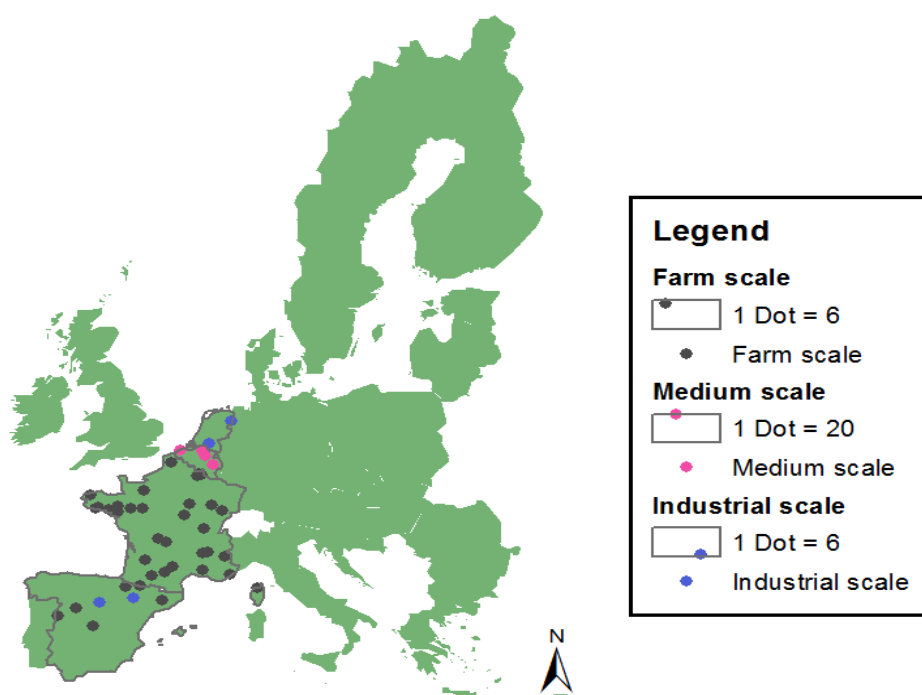 Legend
Farm scale
1 Dot = 6
Farm scale
Medium scale
1 Dot = 20
Medium scale
Industrial scale
1 Dot = 6
Industrial scale
N